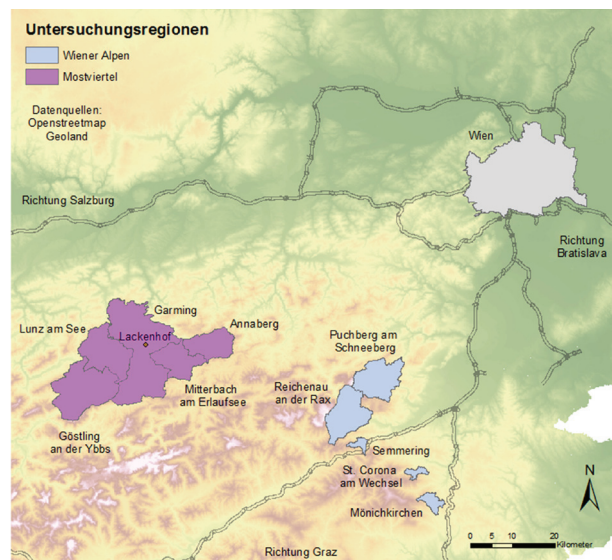 Untersuchungsregionen
Wiener Alpen
Mostviertel
Datenquellen:
Openstreetmap
Geoland
Wien
Richtung Salzburg
Richtung
Bratislava
Garming
Lunz am See
Lackenhof
Annaberg
Puchberg am
Schneeberg
Mitterbach
am Erlaufsee
Reichenau
an der Rax
Göstling
an der Ybbs
Semmering
St. Corona
am Wechsel
Mönichkirchen
N
0 5 10 20
Kilometer
Richtung Graz